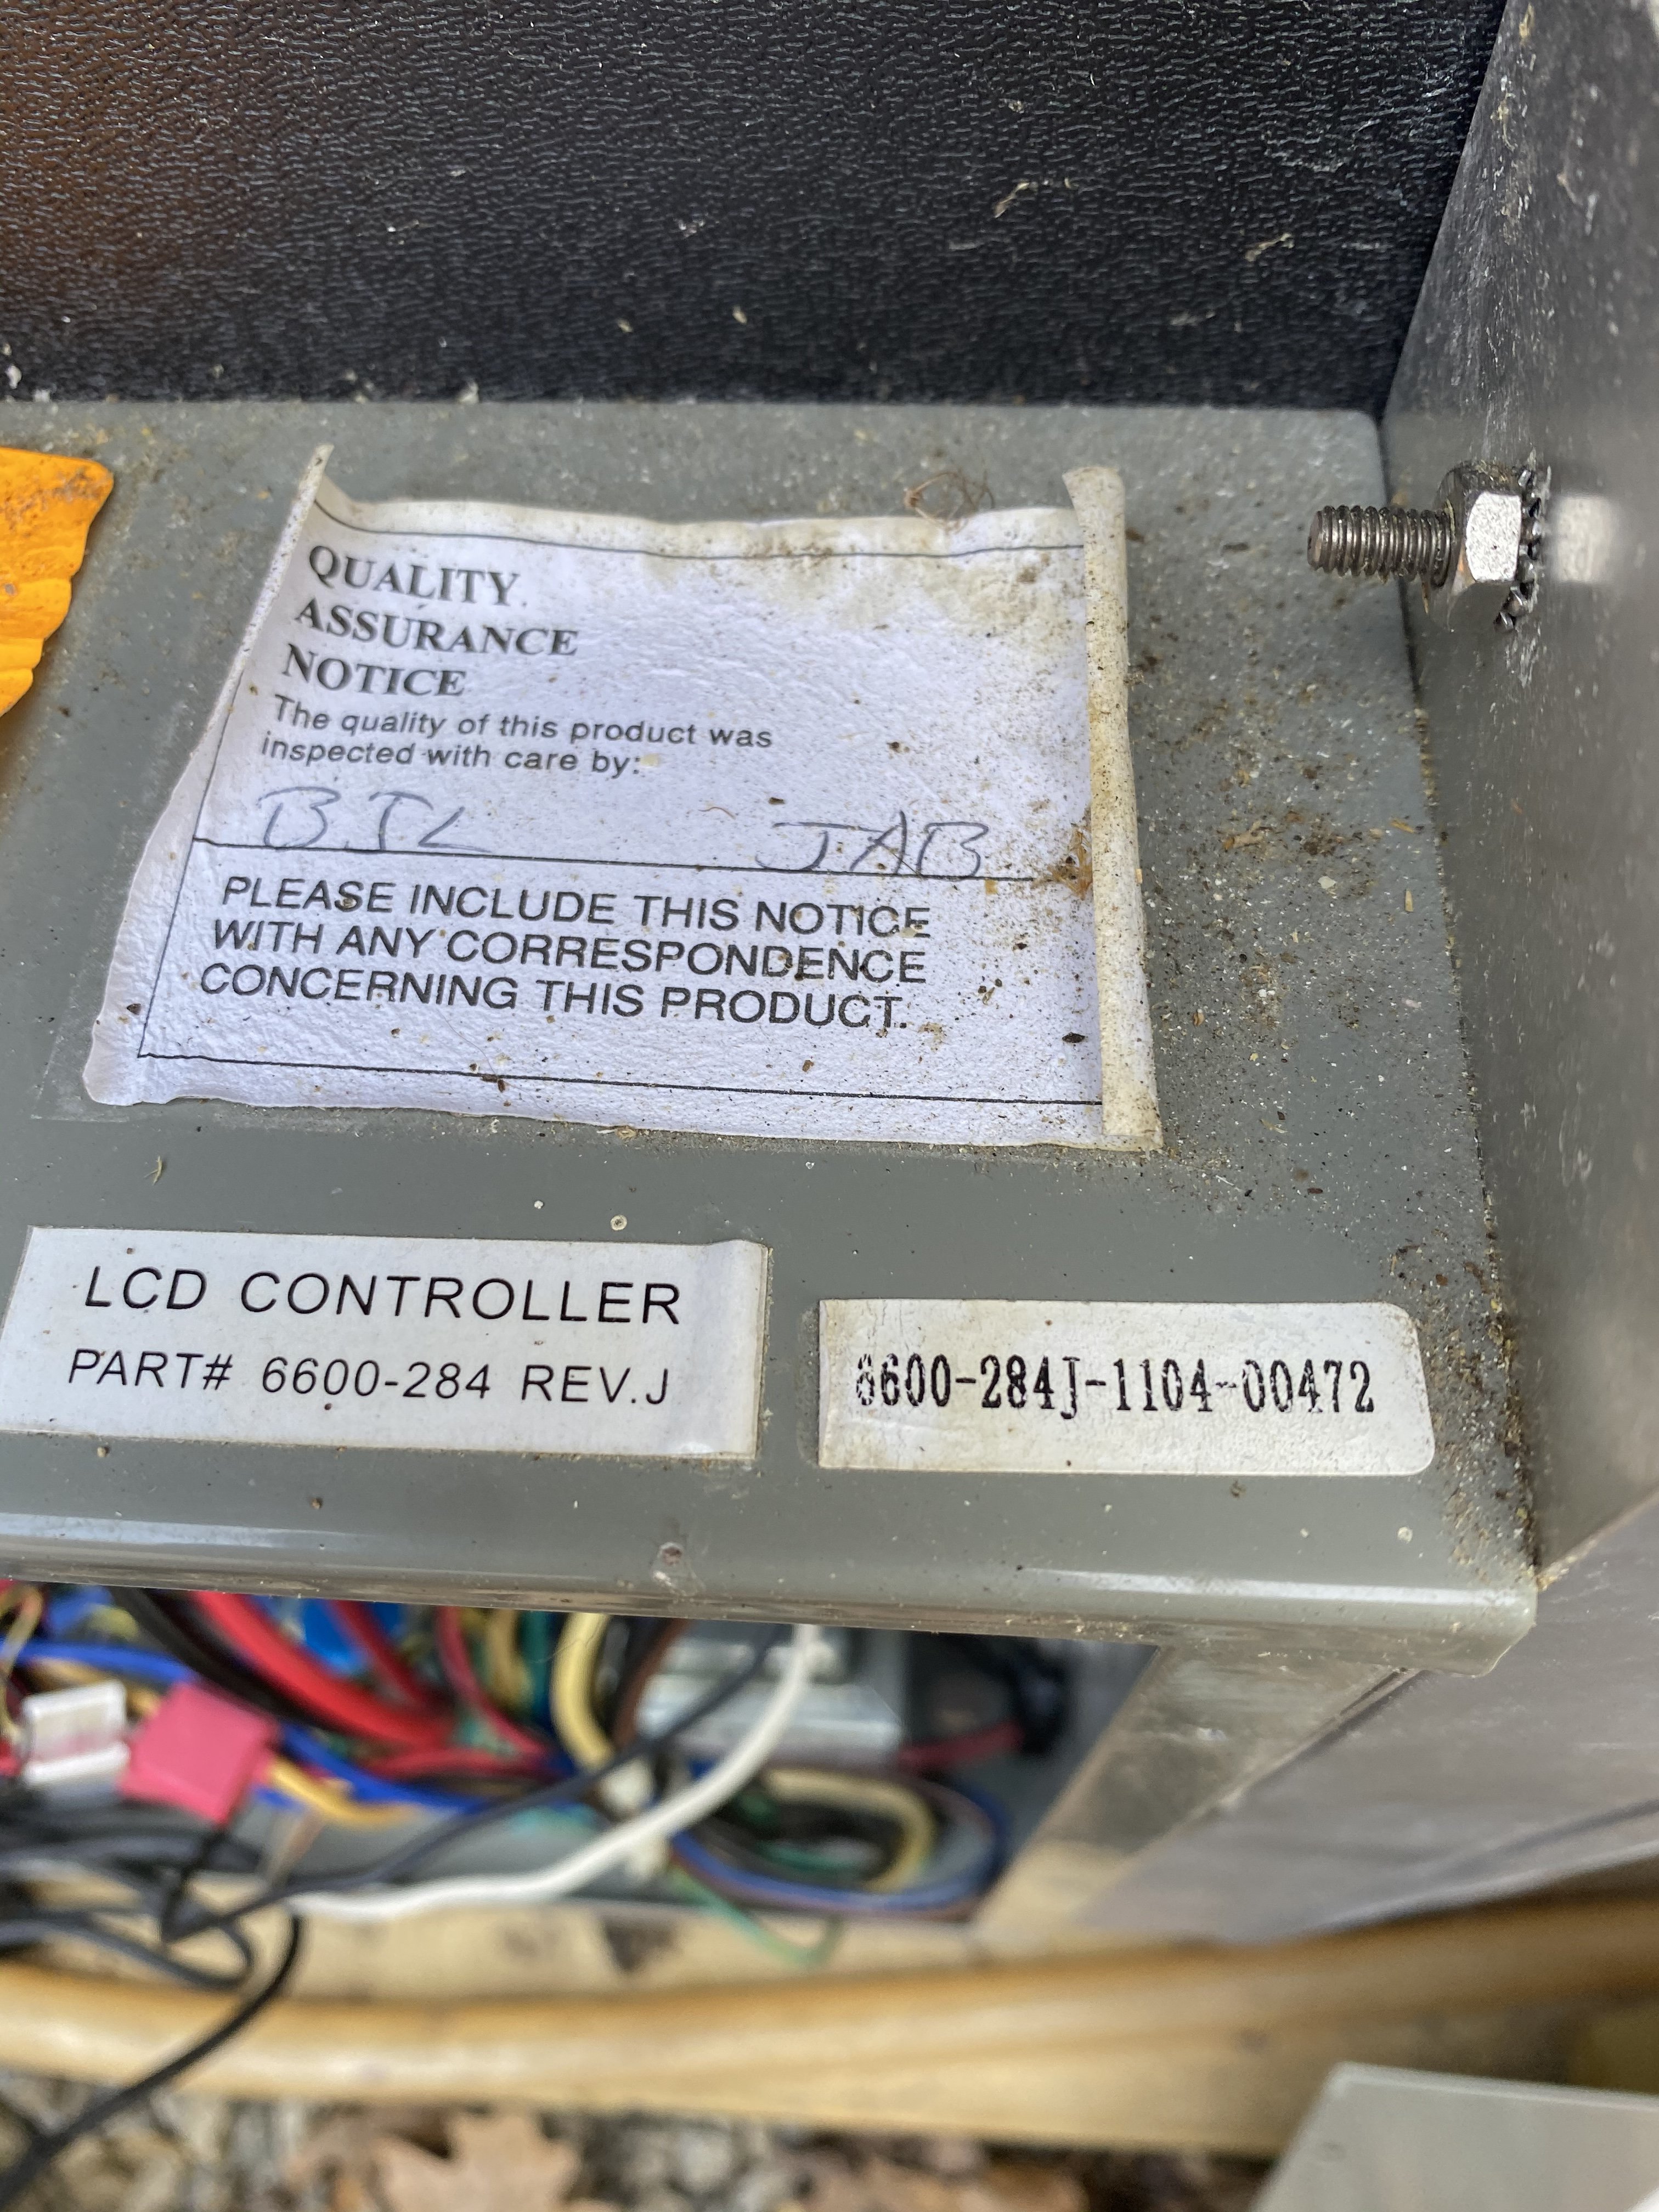 QUALITY
ASSURANCE
NOTICE
The quality of this product was
inspected with care by:
BJL JAB
PLEASE INCLUDE THIS NOTICE
WITH ANY CORRESPONDENCE
CONCERNING THIS PRODUCT.
LCD CONTROLLER
PART# 6600-284 REV.J
6600-284J-1104-00472